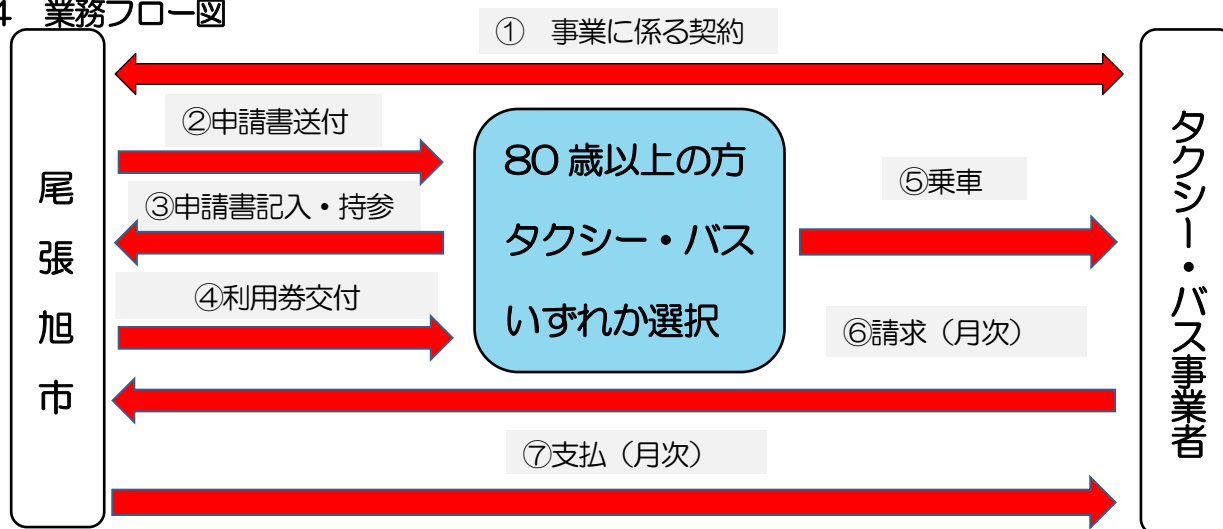 4　業務フロー図
①　事業に係る契約
②申請書送付
③申請書記入・持参
④利用券交付
尾張旭市
80歳以上の方
タクシー・バス
いずれか選択
⑤乗車
⑥請求（月次）
⑦支払（月次）
タクシー・バス事業者